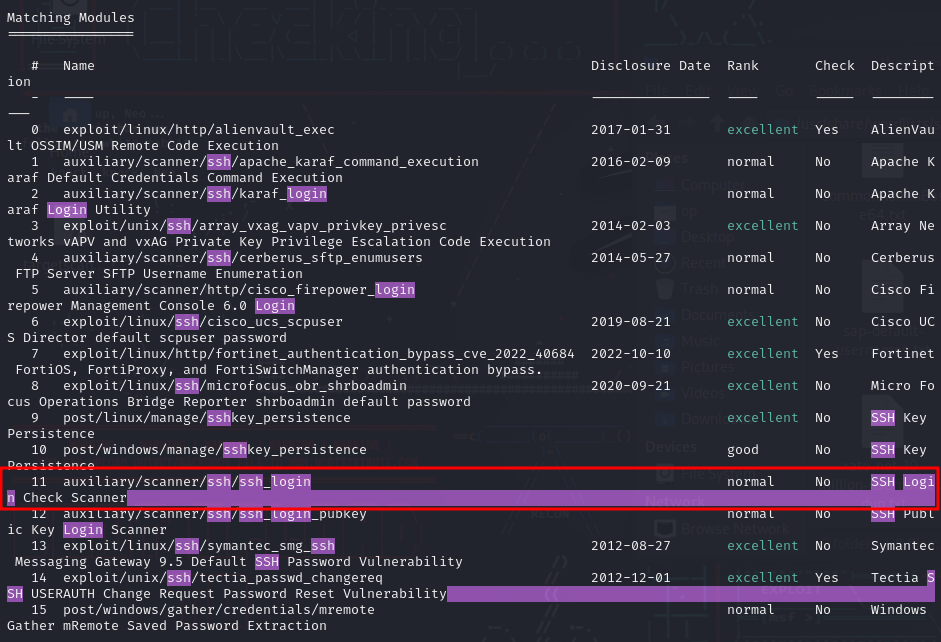 Matching Modules
================
   #   Name                                                              Disclosure Date  Rank       Check  Descript
ion
   -   ----                                                              ---------------  ----       -----  --------
---
   0   exploit/linux/http/alienvault_exec                                2017-01-31       excellent  Yes    AlienVau
lt OSSIM/USM Remote Code Execution
   1   auxiliary/scanner/ssh/apache_karaf_command_execution              2016-02-09       normal     No     Apache K
araf Default Credentials Command Execution
   2   auxiliary/scanner/ssh/karaf_login                                                  normal     No     Apache K
araf Login Utility
   3   exploit/unix/ssh/array_vxag_vapv_privkey_privesc                  2014-02-03       excellent  No     Array Ne
tworks vAPV and vxAG Private Key Privilege Escalation Code Execution
   4   auxiliary/scanner/ssh/cerberus_sftp_enumusers                     2014-05-27       normal     No     Cerberus
 FTP Server SFTP Username Enumeration
   5   auxiliary/scanner/http/cisco_firepower_login                                       normal     No     Cisco Fi
repower Management Console 6.0 Login
   6   exploit/linux/ssh/cisco_ucs_scpuser                               2019-08-21       excellent  No     Cisco UC
S Director default scpuser password
   7   exploit/linux/http/fortinet_authentication_bypass_cve_2022_40684  2022-10-10       excellent  Yes    Fortinet
 FortiOS, FortiProxy, and FortiSwitchManager authentication bypass.
   8   exploit/linux/ssh/microfocus_obr_shrboadmin                       2020-09-21       excellent  No     Micro Fo
cus Operations Bridge Reporter shrboadmin default password
   9   post/linux/manage/sshkey_persistence                                               excellent  No     SSH Key
Persistence
   10  post/windows/manage/sshkey_persistence                                             good       No     SSH Key
Persistence
   11  auxiliary/scanner/ssh/ssh_login                                                    normal     No     SSH Logi
n Check Scanner
   12  auxiliary/scanner/ssh/ssh_login_pubkey                                             normal     No     SSH Publ
ic Key Login Scanner
   13  exploit/linux/ssh/symantec_smg_ssh                                2012-08-27       excellent  No     Symantec
 Messaging Gateway 9.5 Default SSH Password Vulnerability
   14  exploit/unix/ssh/tectia_passwd_changereq                          2012-12-01       excellent  Yes    Tectia S
SH USERAUTH Change Request Password Reset Vulnerability
   15  post/windows/gather/credentials/mremote                                            normal     No     Windows
Gather mRemote Saved Password Extraction